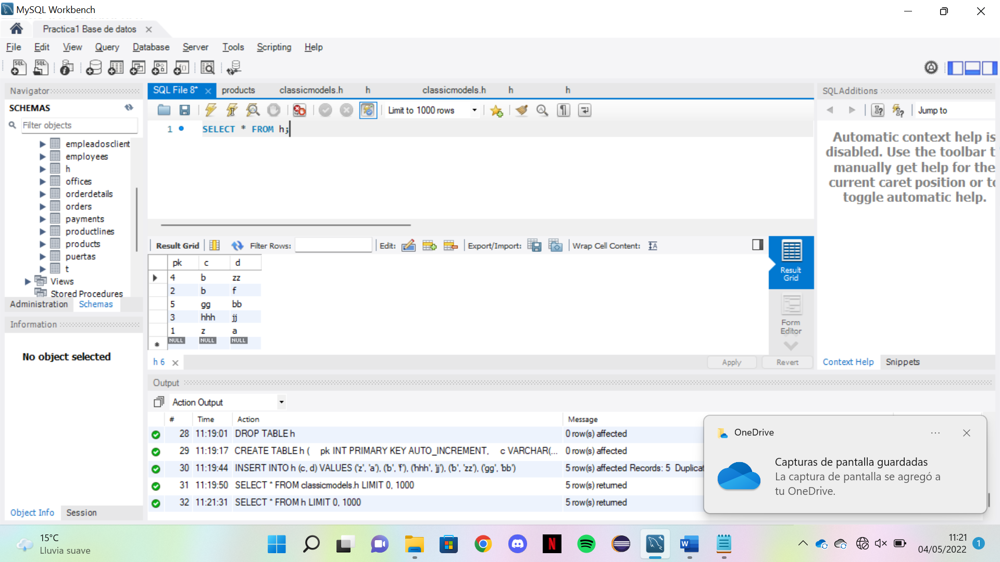 MySQL Workbench
Practica1 Base de datos
File Edit View Query Database Server Tools Scripting Help
Navigator
SCHEMAS
Filter objects
empleadosclient
employees
h
offices
orderdetails
orders
payments
productlines
products
puertas
t
Views
Stored Procedures
Administration Schemas
Information
No object selected
Object Info Session
SQL File 8* products classicmodels.h h classicmodels.h h h
Limit to 1000 rows
1 SELECT * FROM h;
Result Grid Filter Rows: Edit: Export/Import: Wrap Cell Content:
pk c d
4 b zz
2 b f
5 gg bb
3 hhh jj
1 z a
NULL NULL NULL
Result Grid
Form Editor
h 6
Apply Revert
SQLAdditions
Jump to
Automatic context help is
disabled. Use the toolbar t
manually get help for the
current caret position or to
toggle automatic help.
Context Help Snippets
Output
Action Output
# Time Action Message
28 11:19:01 DROP TABLE h 0 row(s) affected
29 11:19:17 CREATE TABLE h ( pk INT PRIMARY KEY AUTO_INCREMENT, c VARCHAR(... 0 row(s) affected
30 11:19:44 INSERT INTO h (c, d) VALUES ('z', 'a'), ('b', 'f'), ('hhh', 'jj'), ('b', 'zz'), ('gg', 'bb') 5 row(s) affected Records: 5 Duplicat
31 11:19:50 SELECT * FROM classicmodels.h LIMIT 0, 1000 5 row(s) returned
32 11:21:31 SELECT * FROM h LIMIT 0, 1000 5 row(s) returned
OneDrive
Capturas de pantalla guardadas
La captura de pantalla se agregó a
tu OneDrive.
15°C
Lluvia suave
11:21
04/05/2022
1